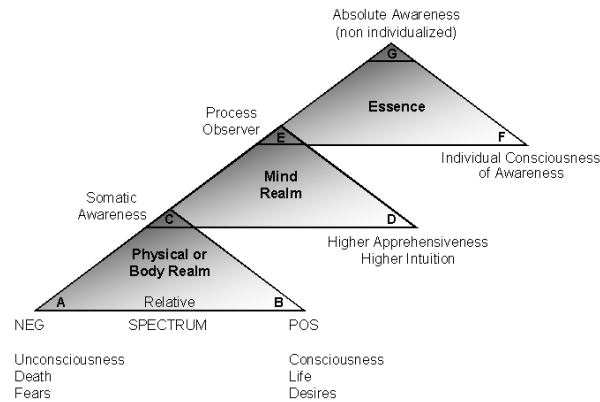 Absolute Awareness
(non individualized)
G
Essence
Process
Observer
E
F
Individual Consciousness
of Awareness
Mind
Realm
Somatic
Awareness
C
D
Higher Apprehensiveness
Higher Intuition
Physical or
Body Realm
A
Relative
B
NEG
SPECTRUM
POS
Unconsciousness
Death
Fears
Consciousness
Life
Desires